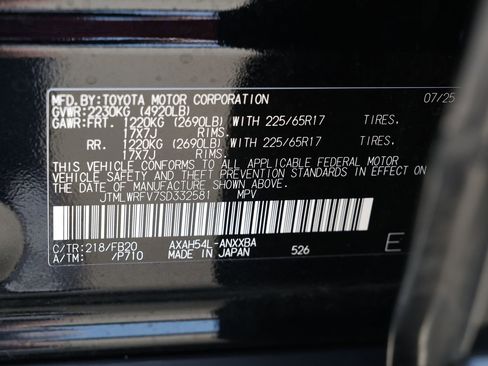 MFD.BY:TOYOTA MOTOR CORPORATION 07/25
GVWR:2230KG (4920LB)
GAWR:FRT. 1220KG (2690LB) WITH 225/65R17 TIRES.
17X7J RIMS.
RR. 1220KG (2690LB) WITH 225/65R17 TIRES.
17X7J RIMS.
THIS VEHICLE CONFORMS TO ALL APPLICABLE FEDERAL MOTOR
VEHICLE SAFETY AND THEFT PREVENTION STANDARDS IN EFFECT
ON THE DATE OF MANUFACTURE SHOWN ABOVE.
JTMLWRFV7SD332581 MPV
C/TR:218/FB20 AXAH54L-ANXXBA
A/TM: /P710 MADE IN JAPAN 526 E